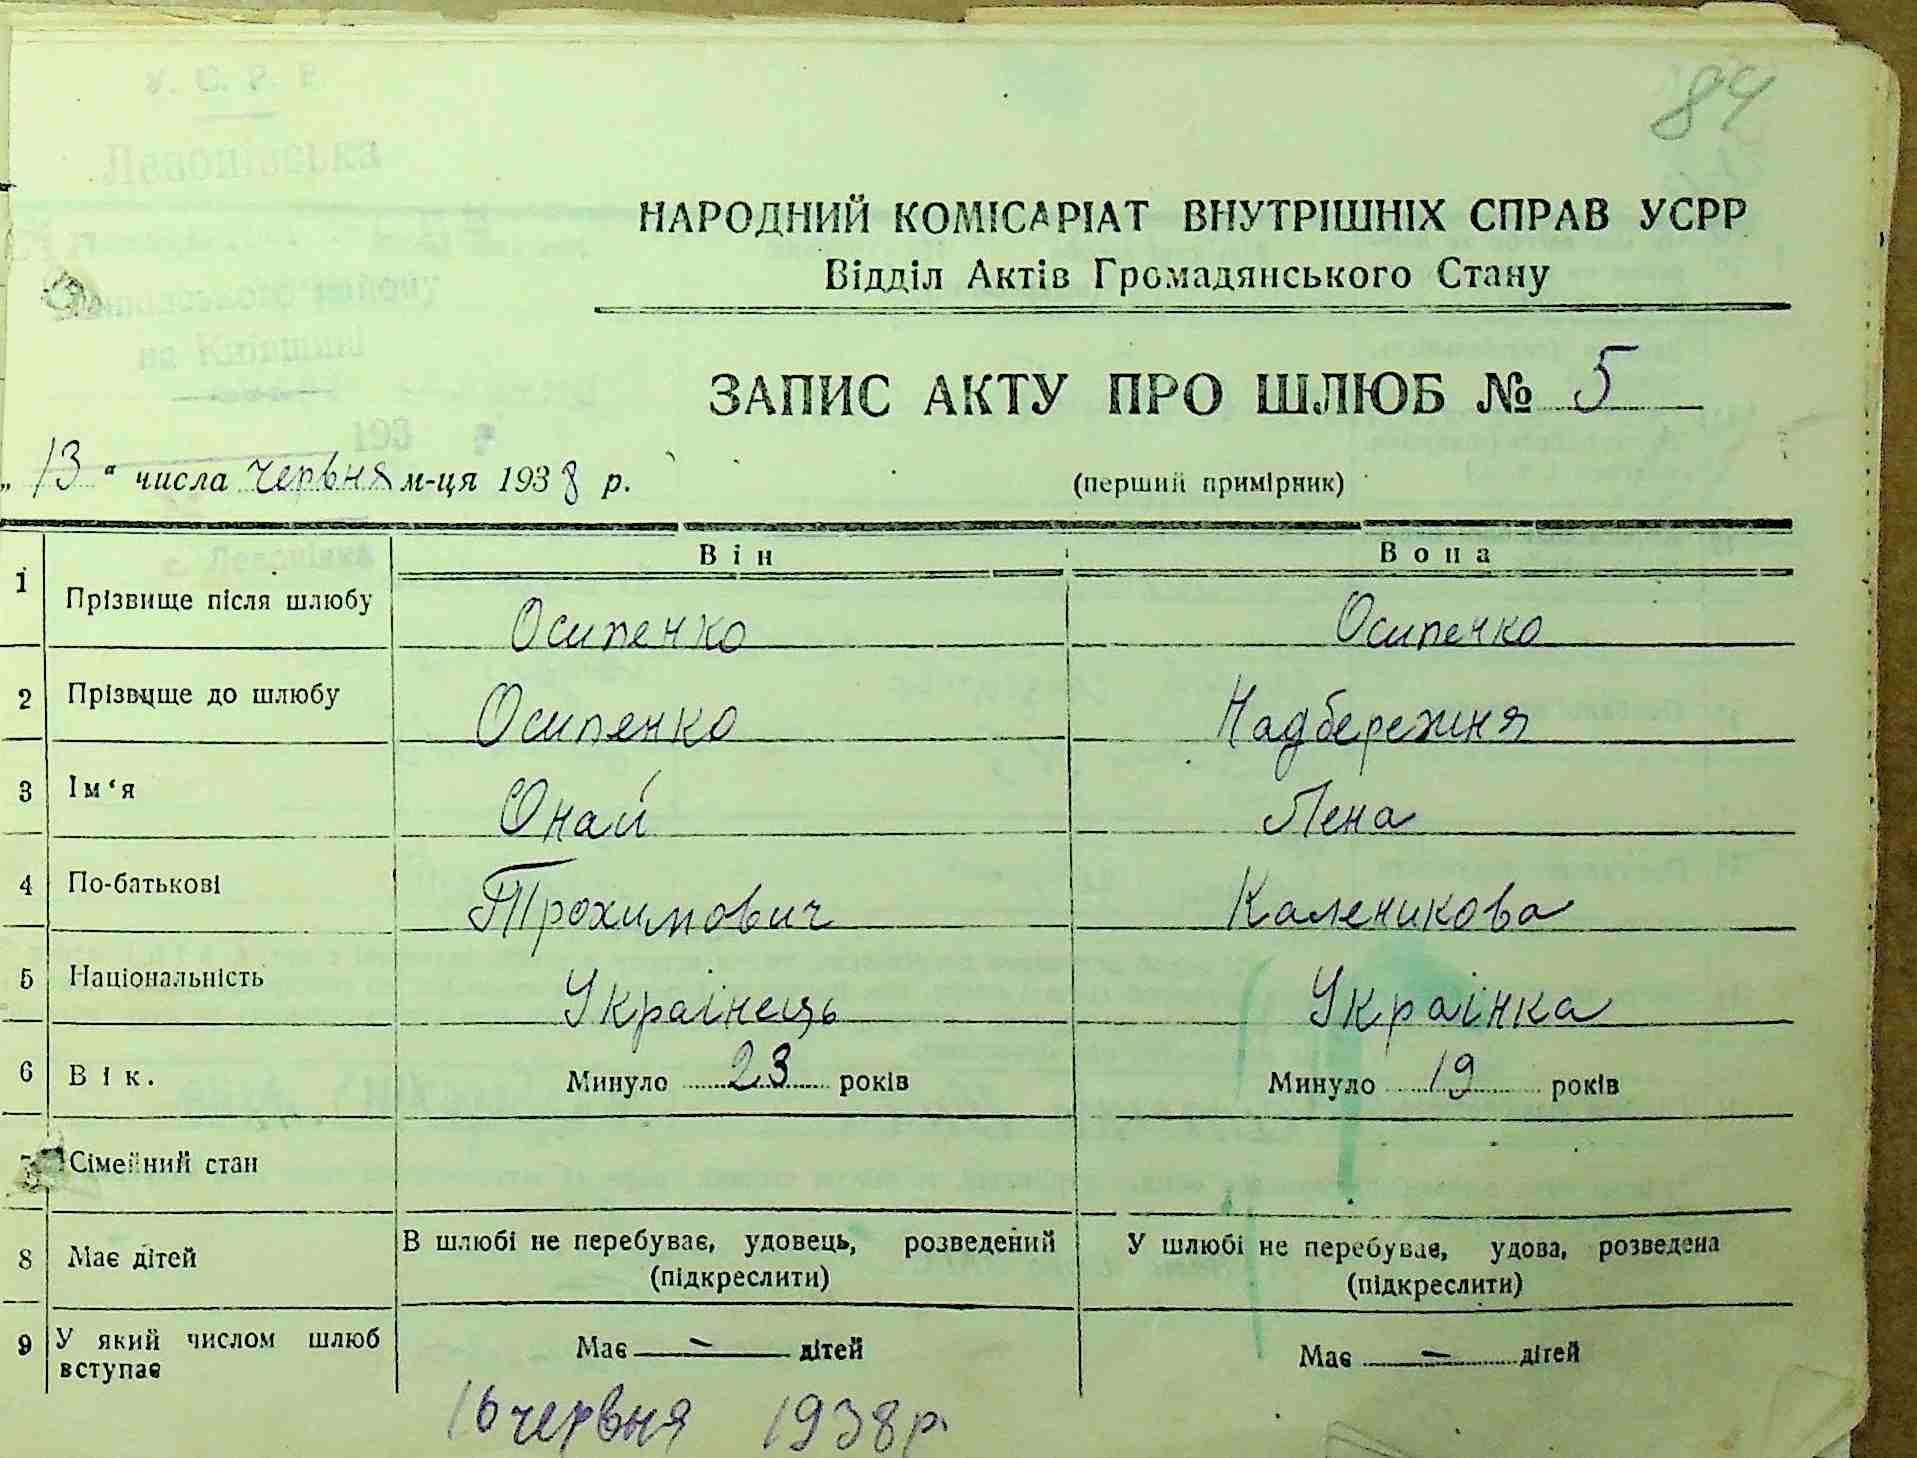 84
НАРОДНИЙ КОМІСАРІАТ ВНУТРІШНІХ СПРАВ УСРР
Відділ Актів Громадянського Стану
ЗАПИС АКТУ ПРО ШЛЮБ № 5
„ 13 “ числа червня м-ця 1938 р.
(перший примірник)
Він Вона
1 Прізвище після шлюбу Осипенко Осипенко
2 Прізвище до шлюбу Осипенко Надбережня
3 Ім‘я Онай Лена
4 По-батькові Трохимович Каленикова
5 Національність Українець Українка
6 Вік. Минуло 23 років Минуло 19 років
7 Сімейний стан
8 Має дітей В шлюбі не перебуває, удовець, розведений У шлюбі не перебуває, удова, розведена
(підкреслити) (підкреслити)
9 У який числом шлюб вступає Має — дітей Має — дітей
16 червня 1938 р.